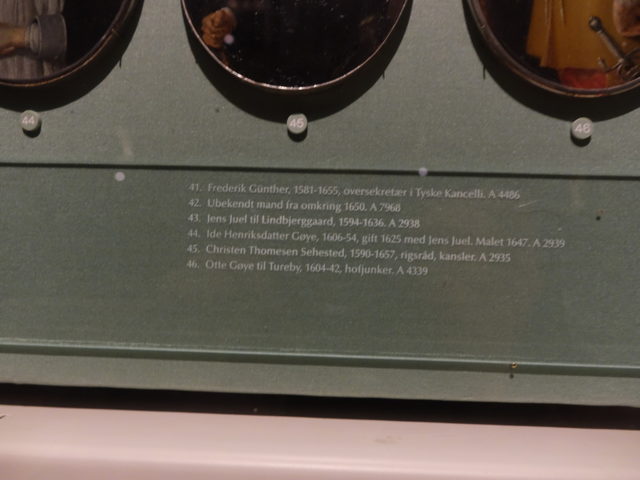 44
45
46
41. Frederik Günther, 1581-1655, oversekretær i Tyske Kancelli. A 4486
42. Ubekendt mand fra omkring 1650. A 7968
43. Jens Juel til Lindbjerggaard, 1594-1636. A 2938
44. Ide Henriksdatter Gøye, 1606-54, gift 1625 med Jens Juel. Malet 1647. A 2939
45. Christen Thomesen Sehested, 1590-1657, rigsråd, kansler. A 2935
46. Otte Gøye til Tureby, 1604-42, hofjunker. A 4339